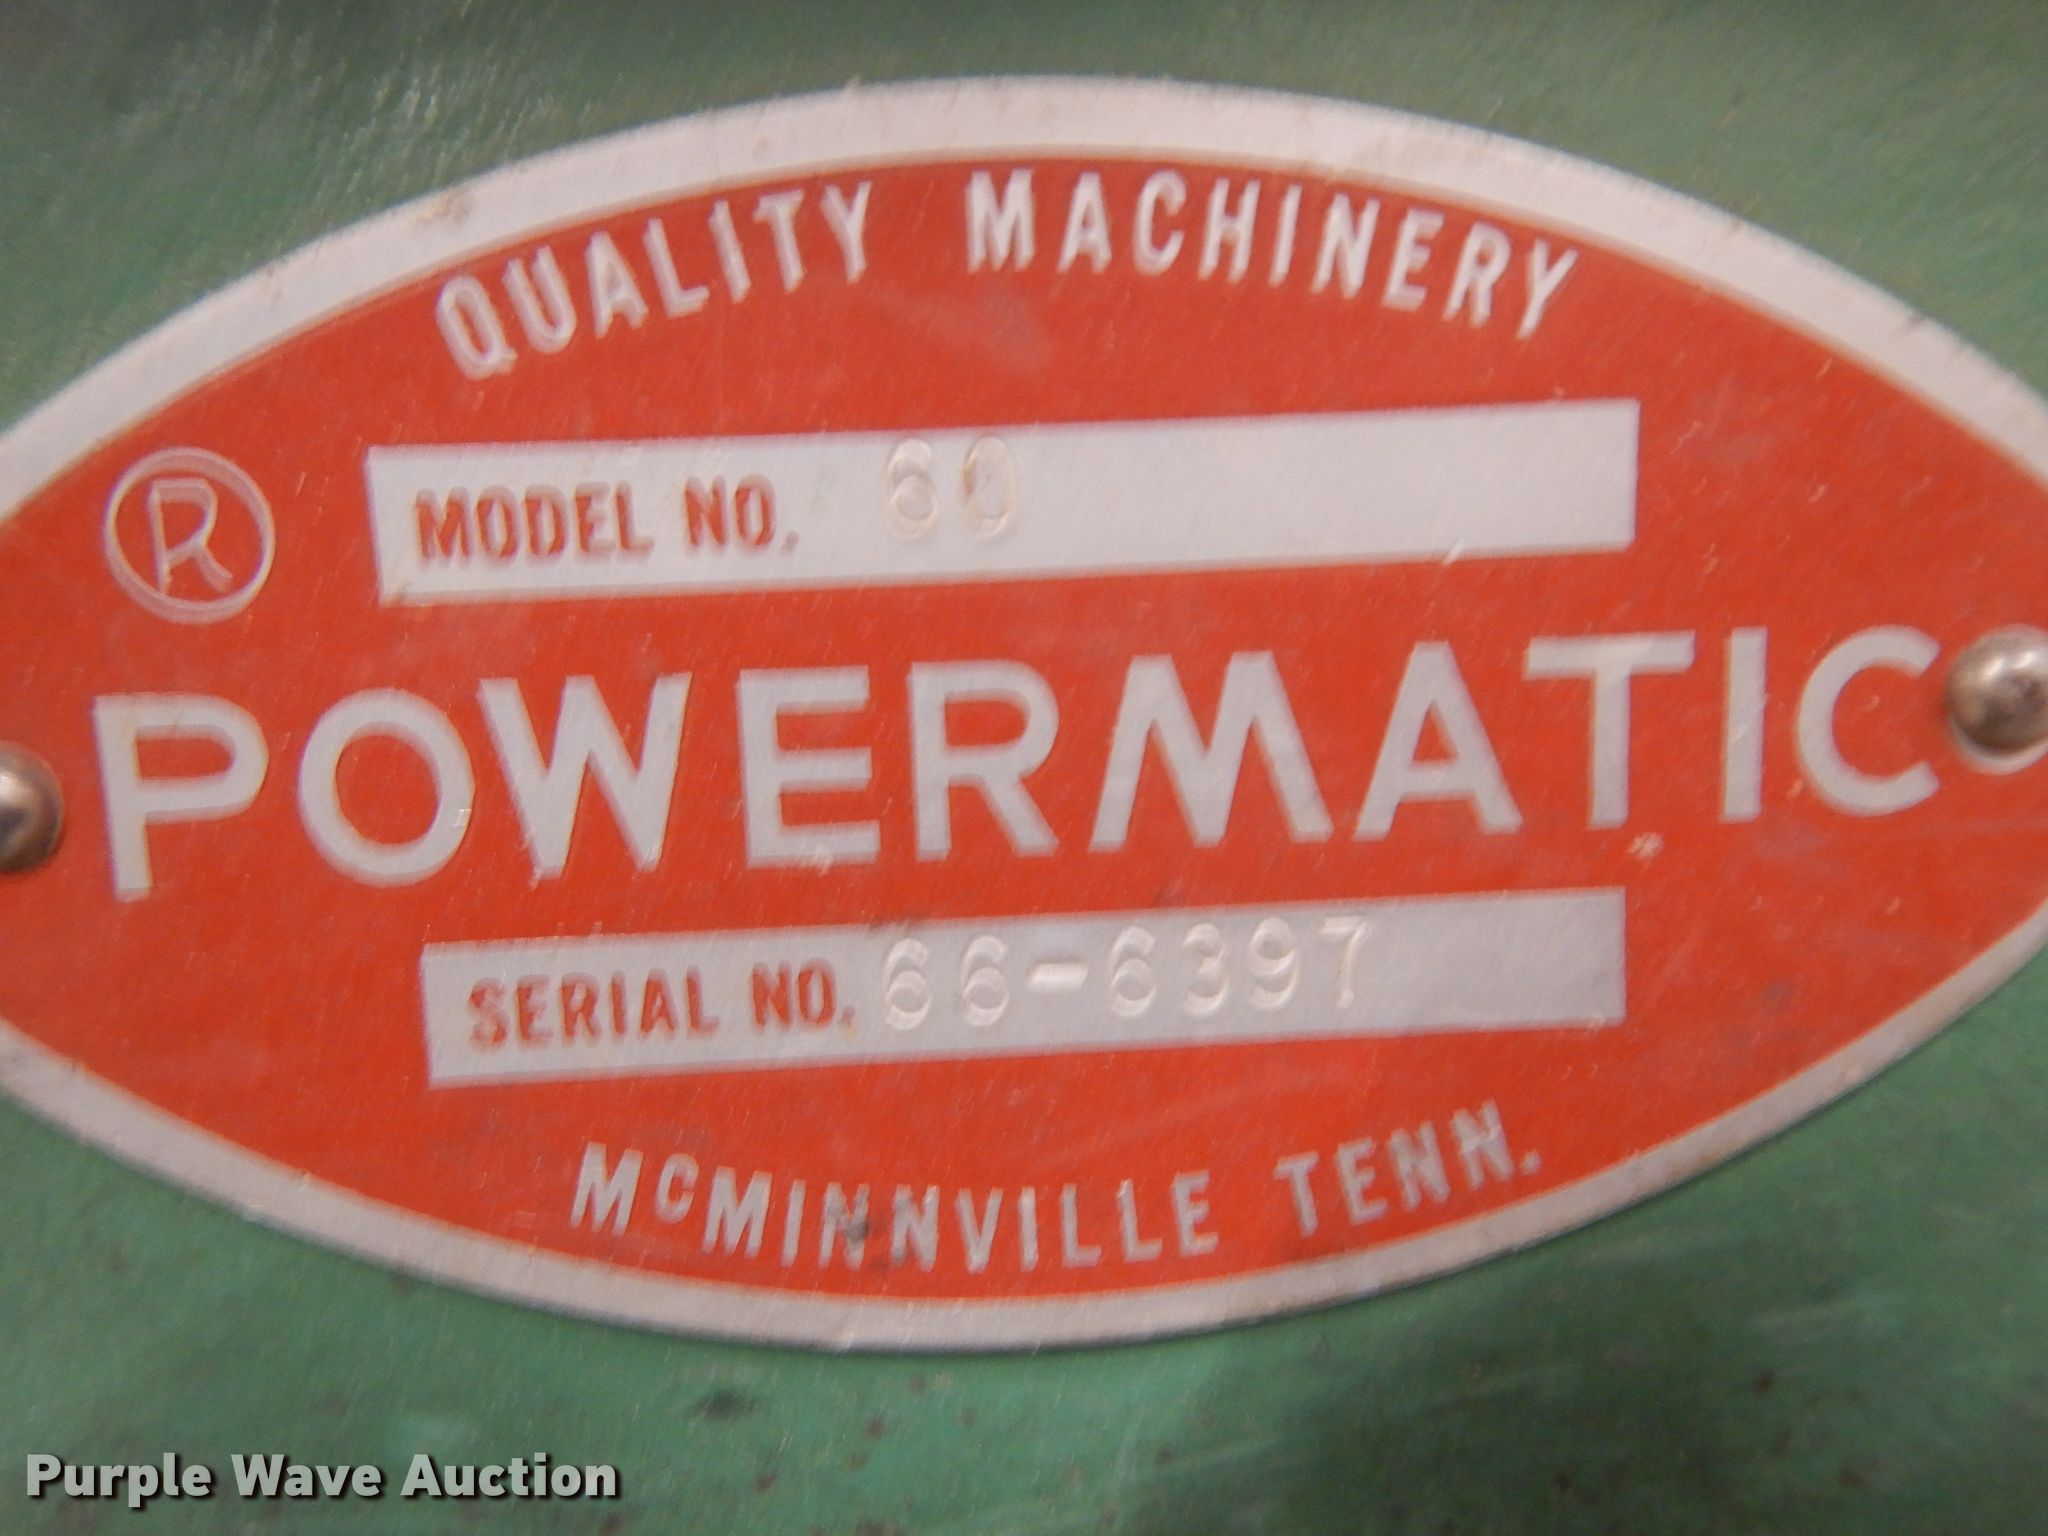 QUALITY MACHINERY
®
MODEL NO. 60
POWERMATIC
SERIAL NO. 66-6397
McMINNVILLE TENN.
Purple Wave Auction